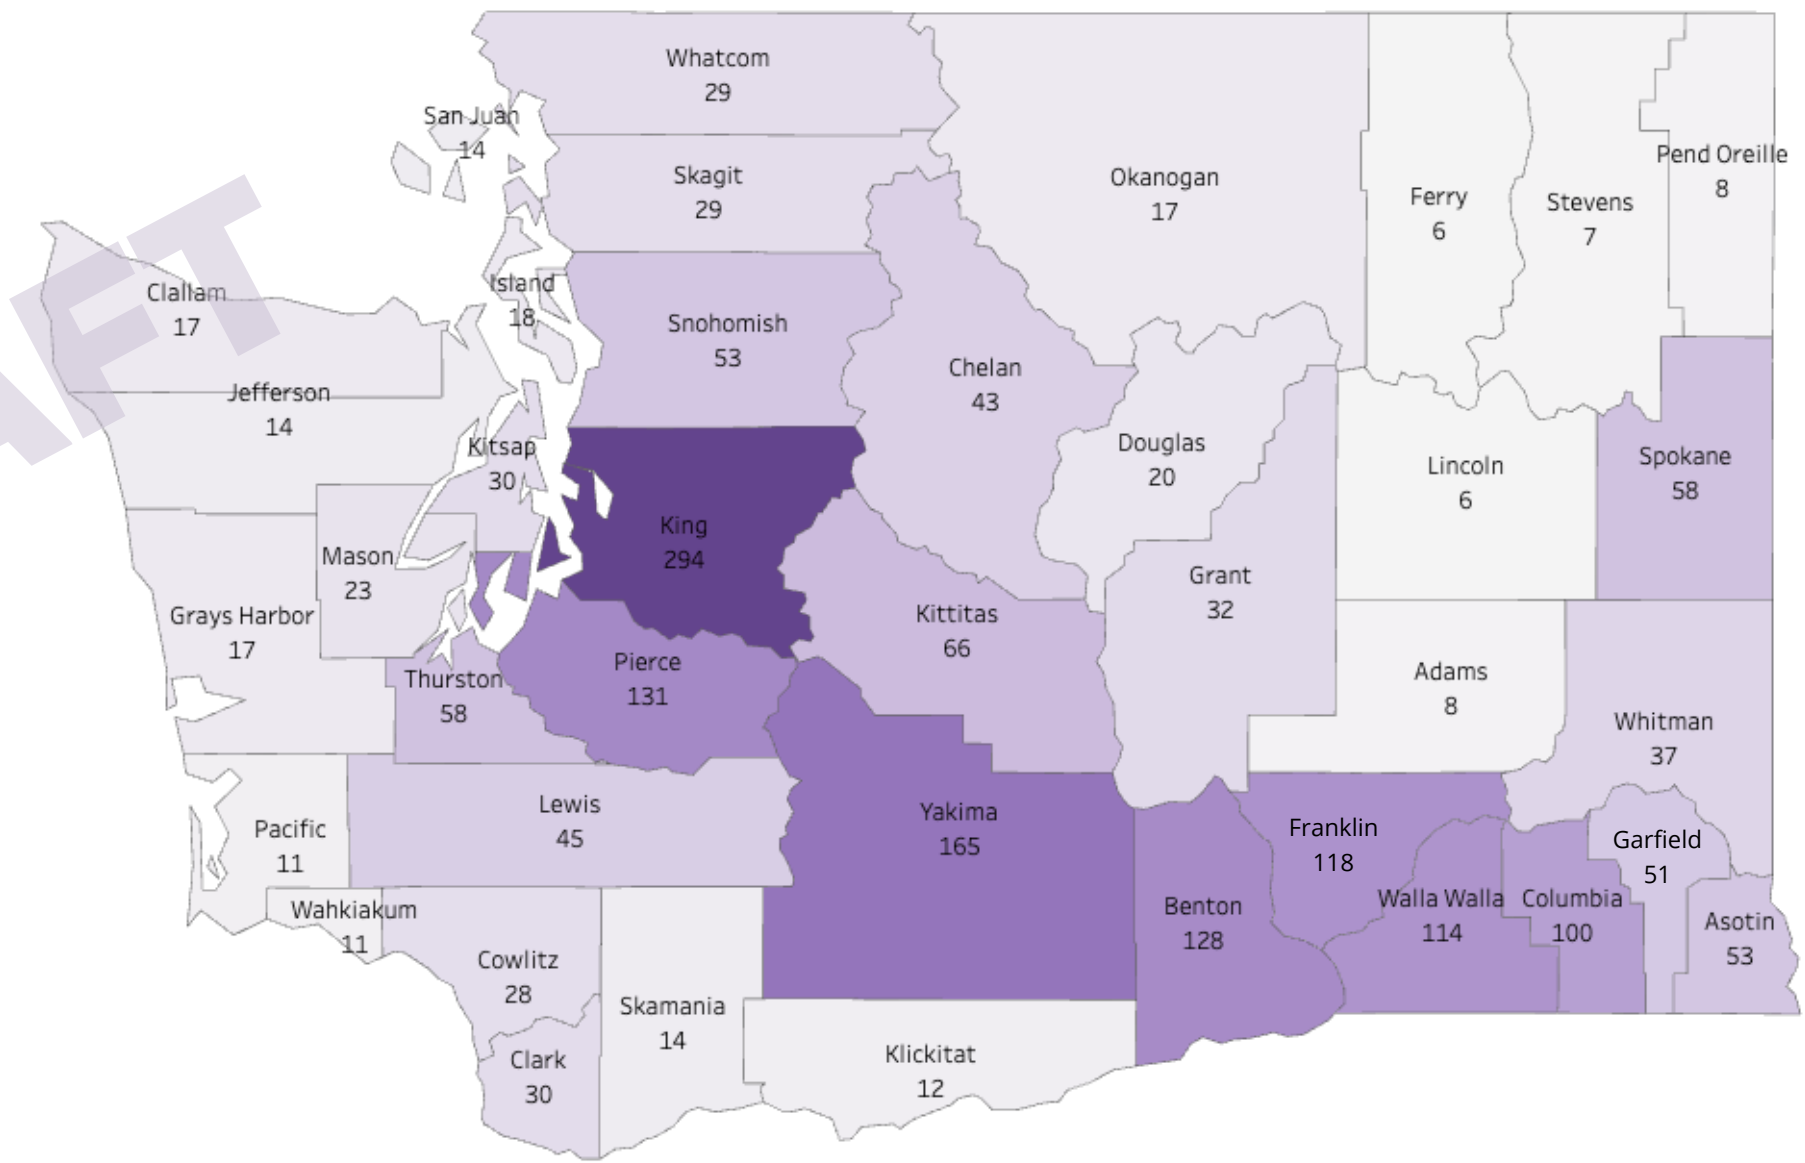 Whatcom
29
San Juan
14
Skagit
29
Okanogan
17
Ferry
6
Stevens
7
Pend Oreille
8
Clallam
17
Island
18
Snohomish
53
Chelan
43
Jefferson
14
Kitsap
30
Douglas
20
Lincoln
6
Spokane
58
King
294
Mason
23
Grant
32
Grays Harbor
17
Kittitas
66
Thurston
58
Pierce
131
Adams
8
Whitman
37
Pacific
11
Lewis
45
Yakima
165
Franklin
118
Garfield
51
Wahkiakum
11
Benton
128
Walla Walla
114
Columbia
100
Asotin
53
Cowlitz
28
Skamania
14
Clark
30
Klickitat
12
AFT